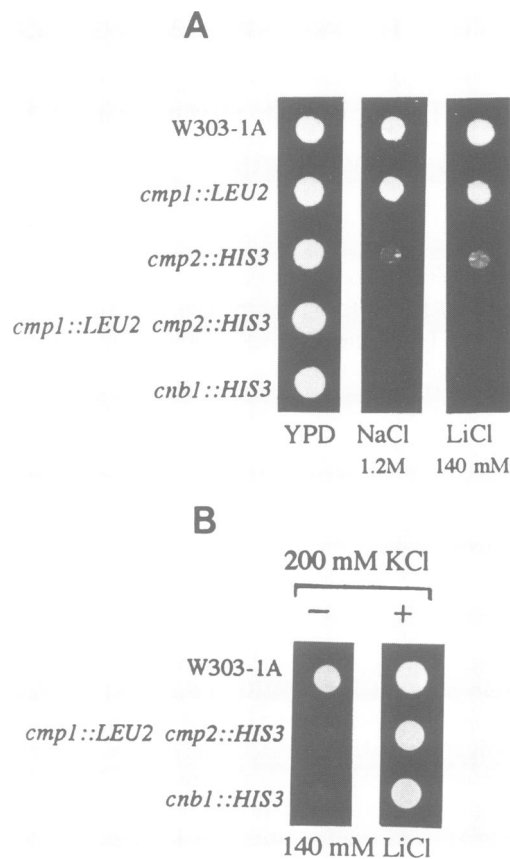 A
W303-1A
cmp1::LEU2
cmp2::HIS3
cmp1::LEU2 cmp2::HIS3
cnb1::HIS3
YPD NaCl LiCl
1.2M 140 mM
B
200 mM KCl
− +
W303-1A
cmp1::LEU2 cmp2::HIS3
cnb1::HIS3
140 mM LiCl